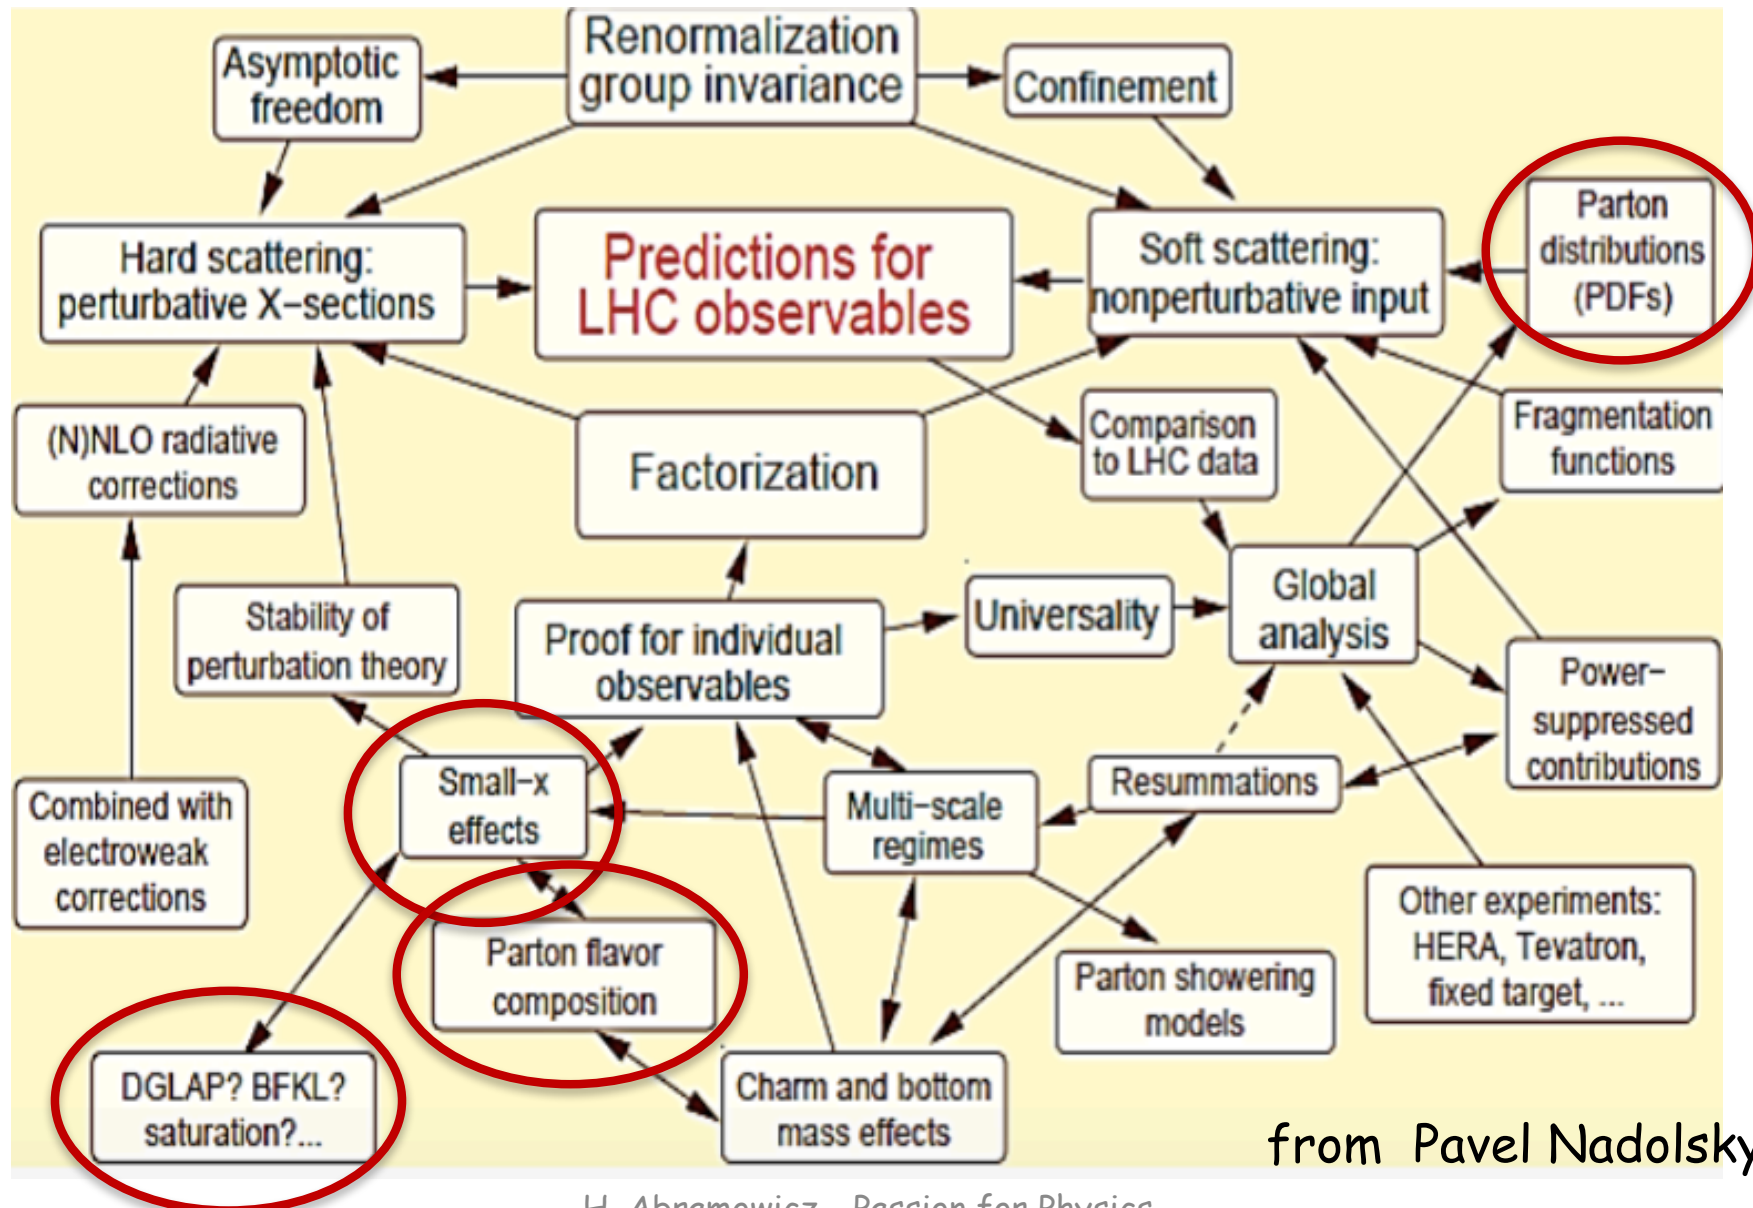 Renormalization
group invariance
Asymptotic
freedom
Confinement
Parton
distributions
(PDFs)
Hard scattering:
perturbative X−sections
Predictions for
LHC observables
Soft scattering:
nonperturbative input
(N)NLO radiative
corrections
Factorization
Comparison
to LHC data
Fragmentation
functions
Stability of
perturbation theory
Proof for individual
observables
Universality
Global
analysis
Power−
suppressed
contributions
Combined with
electroweak
corrections
Small−x
effects
Multi−scale
regimes
Resummations
Other experiments:
HERA, Tevatron,
fixed target, ...
Parton flavor
composition
Parton showering
models
DGLAP? BFKL?
saturation?...
Charm and bottom
mass effects
from Pavel Nadolsky
H. Abramowicz - Passion for Physics